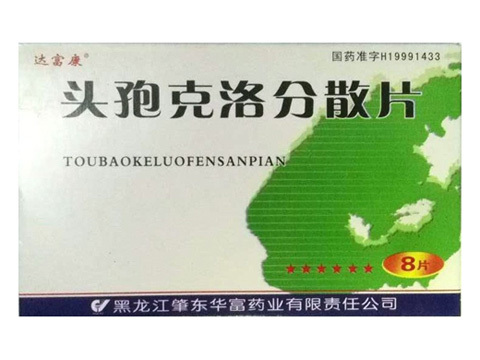 达富康®
国药准字H19991433
头孢克洛分散片
TOUBAOKELUOFENSANPIAN
8片
黑龙江肇东华富药业有限责任公司